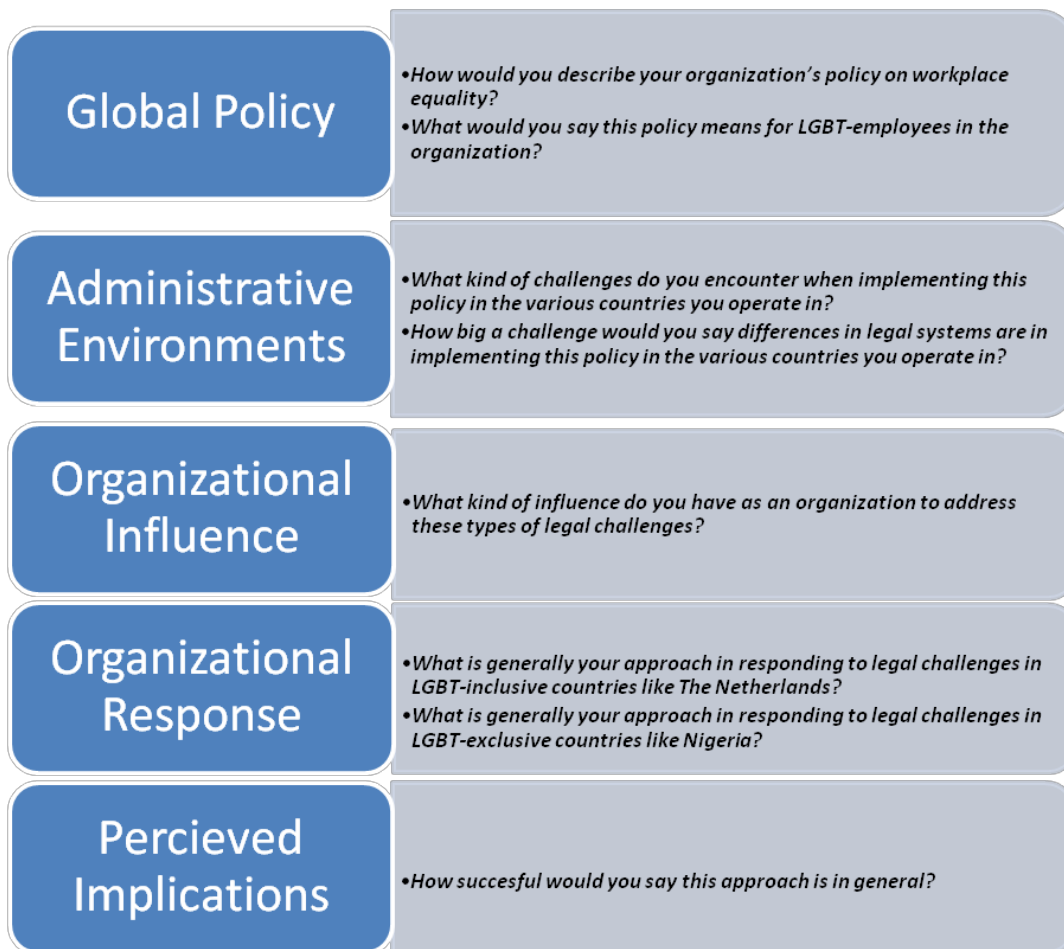 Global Policy
•How would you describe your organization’s policy on workplace
equality?
•What would you say this policy means for LGBT-employees in the
organization?
Administrative
Environments
•What kind of challenges do you encounter when implementing this
policy in the various countries you operate in?
•How big a challenge would you say differences in legal systems are in
implementing this policy in the various countries you operate in?
Organizational
Influence
•What kind of influence do you have as an organization to address
these types of legal challenges?
Organizational
Response
•What is generally your approach in responding to legal challenges in
LGBT-inclusive countries like The Netherlands?
•What is generally your approach in responding to legal challenges in
LGBT-exclusive countries like Nigeria?
Percieved
Implications
•How succesful would you say this approach is in general?